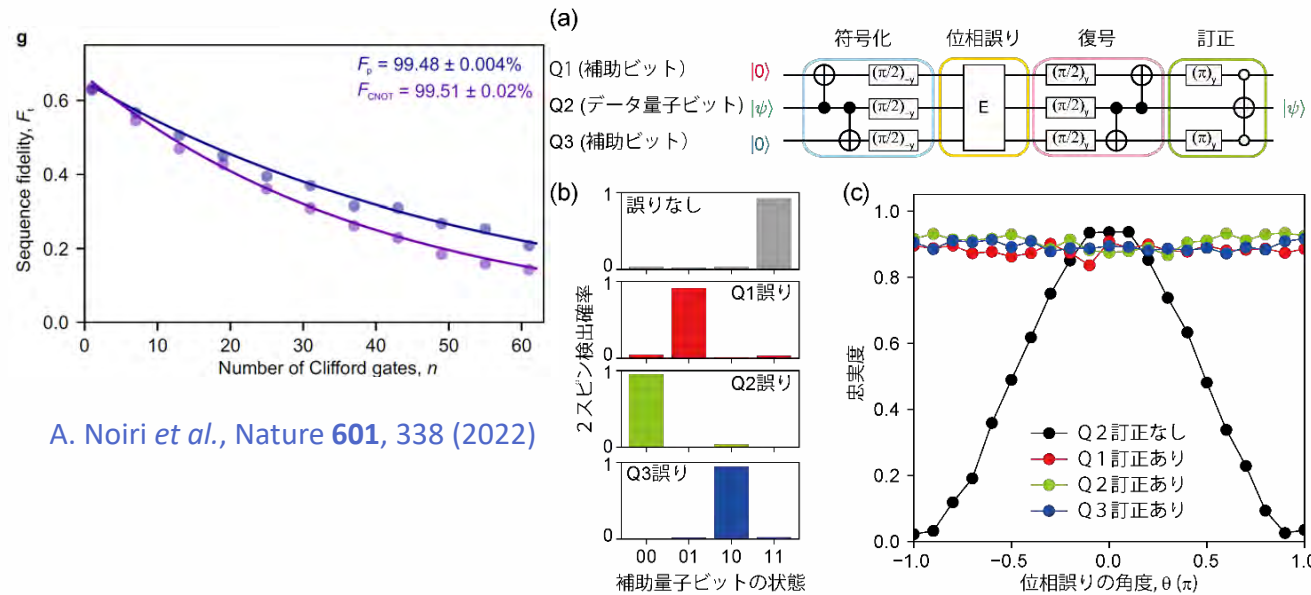 g
F_p = 99.48 ± 0.004%
F_CNOT = 99.51 ± 0.02%
Sequence fidelity, F_t
0.6
0.4
0.2
0.0
0 10 20 30 40 50 60
Number of Clifford gates, n
A. Noiri et al., Nature 601, 338 (2022)
(a)
符号化 位相誤り 復号 訂正
Q1 (補助ビット) |0⟩ (π/2)-y (π/2)y (π)y
Q2 (データ量子ビット) |ψ⟩ (π/2)-y E (π/2)y |ψ⟩
Q3 (補助ビット) |0⟩ (π/2)-y (π/2)y (π)y
(b)
2スピン検出確率
1
誤りなし
0
1
Q1誤り
0
1
Q2誤り
0
1
Q3誤り
0
00 01 10 11
補助量子ビットの状態
(c)
忠実度
1.0
0.8
0.6
0.4
0.2
0.0
Q2訂正なし
Q1訂正あり
Q2訂正あり
Q3訂正あり
-1.0 -0.5 0.0 0.5 1.0
位相誤りの角度, θ (π)